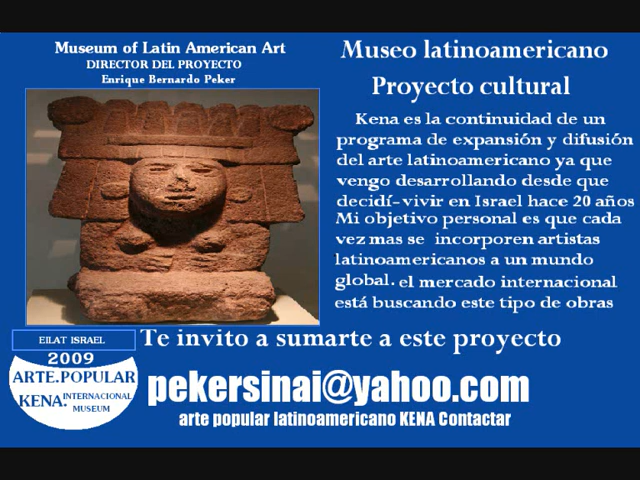 Museum of Latin American Art
DIRECTOR DEL PROYECTO
Enrique Bernardo Peker
Museo latinoamericano
Proyecto cultural
Kena es la continuidad de un
programa de expansión y difusión
del arte latinoamericano ya que
vengo desarrollando desde que
decidí-vivir en Israel hace 20 años
Mi objetivo personal es que cada
vez mas se incorporen artistas
latinoamericanos a un mundo
global. el mercado internacional
está buscando este tipo de obras
Te invito a sumarte a este proyecto
EILAT ISRAEL
2009
ARTE.POPULAR
KENA. INTERNACIONAL
MUSEUM
pekersinai@yahoo.com
arte popular latinoamericano KENA Contactar